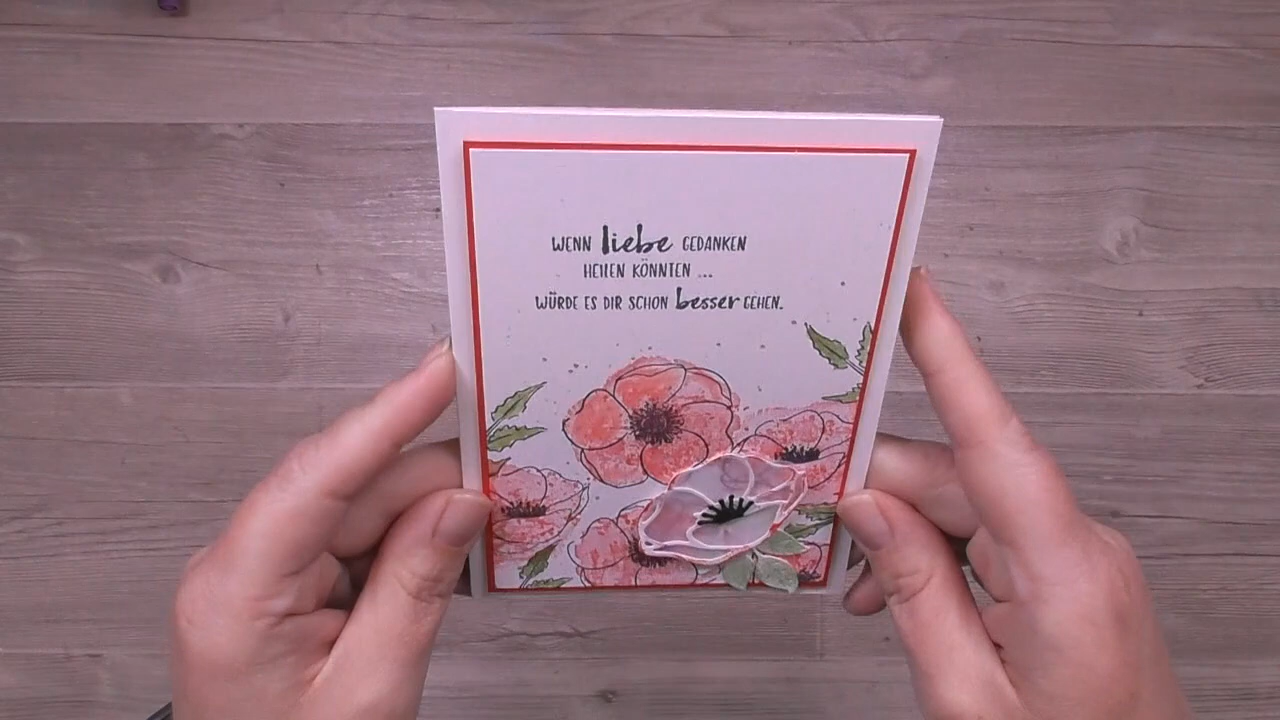 WENN liebe GEDANKEN
HEILEN KÖNNTEN ...
WÜRDE ES DIR SCHON besser GEHEN.